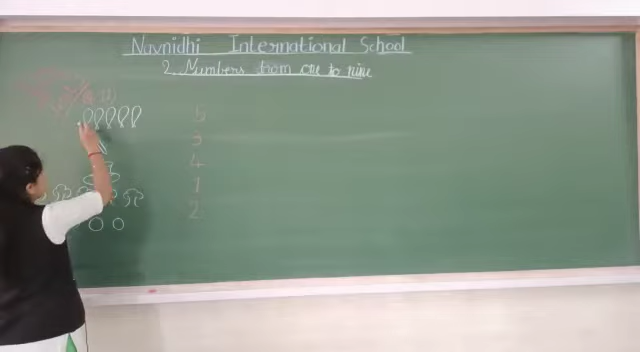 Navnidhi International School
2. Numbers from one to nine
5
3
4
1
2